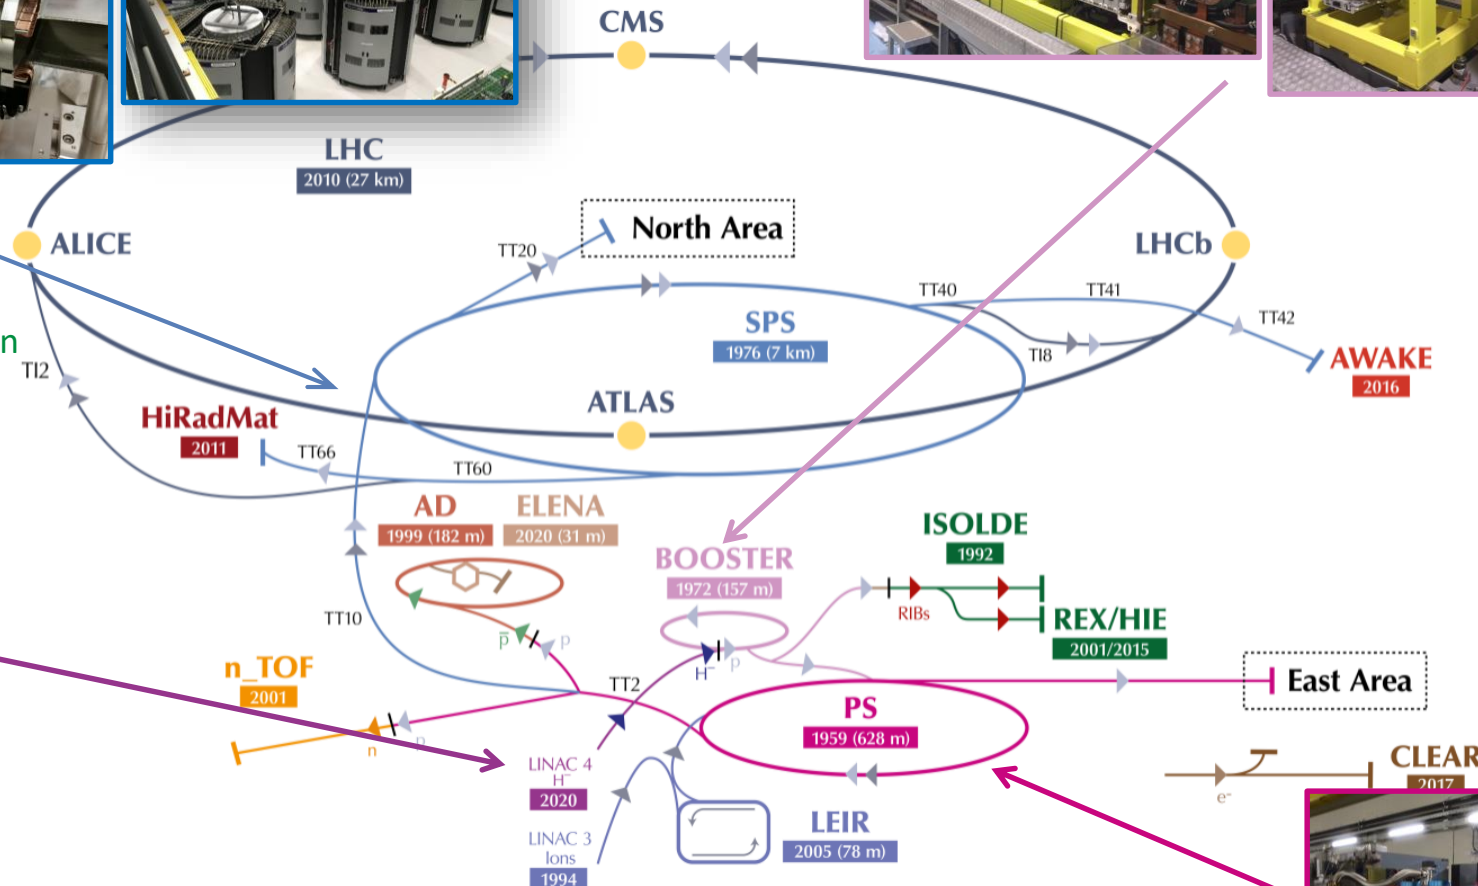 CMS
LHC
2010 (27 km)
North Area
TT20
ALICE
LHCb
TT40
TT41
TT42
SPS
1976 (7 km)
n
TI2
TI8
AWAKE
2016
ATLAS
HiRadMat
2011
TT66
TT60
AD
1999 (182 m)
ELENA
2020 (31 m)
ISOLDE
1992
BOOSTER
1972 (157 m)
RIBs
REX/HIE
2001/2015
TT10
p̅
p
H⁻
p
n_TOF
2001
TT2
East Area
PS
1959 (628 m)
n
p
LINAC 4
H⁻
2020
CLEAR
2017
e⁻
LEIR
2005 (78 m)
LINAC 3
Ions
1994